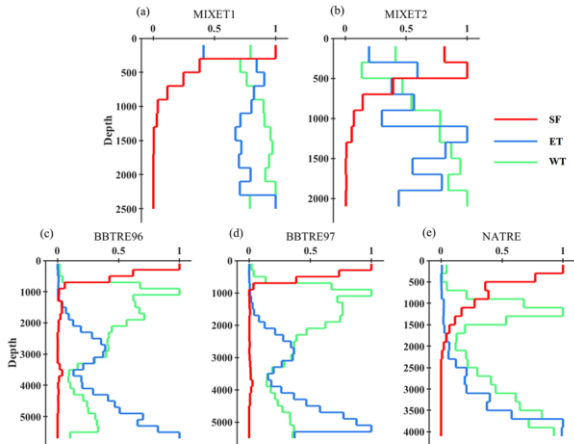 (a) MIXET1
(b) MIXET2
0 0.5 1
0 0.5 1
0
500
1000
1500
2000
2500
Depth
0
500
1000
1500
2000
SF
ET
WT
(c) BBTRE96
(d) BBTRE97
(e) NATRE
0 0.5 1
0 0.5 1
0 0.5 1
0
1000
2000
3000
4000
5000
Depth
0
1000
2000
3000
4000
5000
0
500
1000
1500
2000
2500
3000
3500
4000